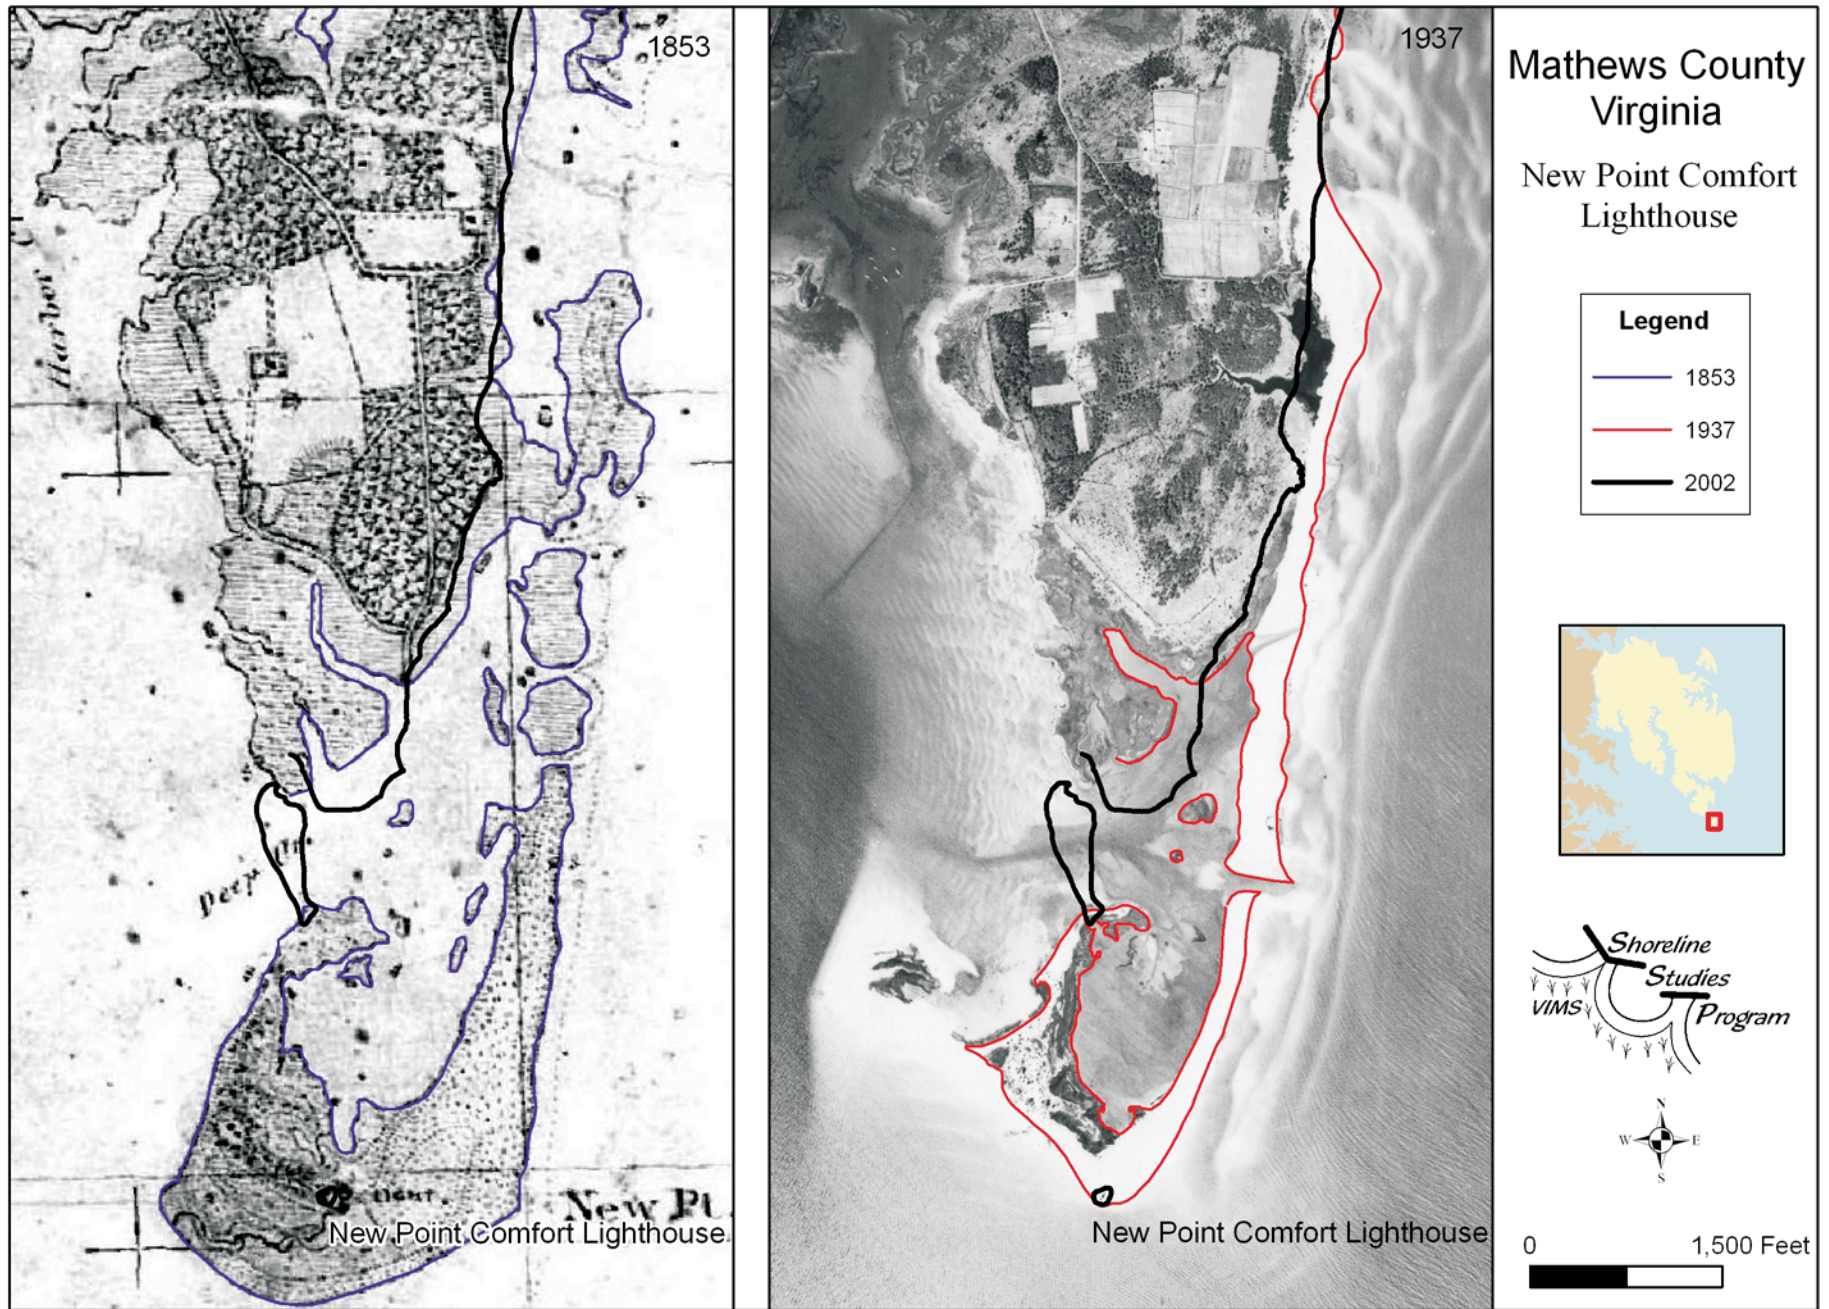 1853
Harbor
Deep
LIGHT
New Pt.
New Point Comfort Lighthouse
1937
New Point Comfort Lighthouse
Mathews County
Virginia
New Point Comfort
Lighthouse
Legend
1853
1937
2002
Shoreline
Studies
VIMS
Program
N
W E
S
0 1,500 Feet